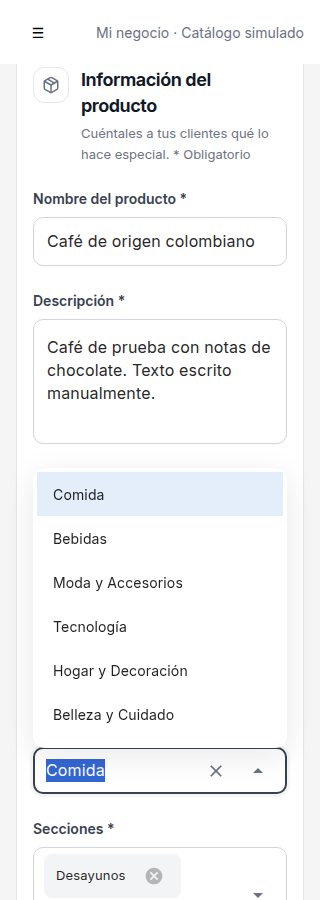 Mi negocio · Catálogo simulado
Información del
producto
Cuéntales a tus clientes qué lo
hace especial. * Obligatorio
Nombre del producto *
Café de origen colombiano
Descripción *
Café de prueba con notas de
chocolate. Texto escrito
manualmente.
Comida
Bebidas
Moda y Accesorios
Tecnología
Hogar y Decoración
Belleza y Cuidado
Comida
Secciones *
Desayunos